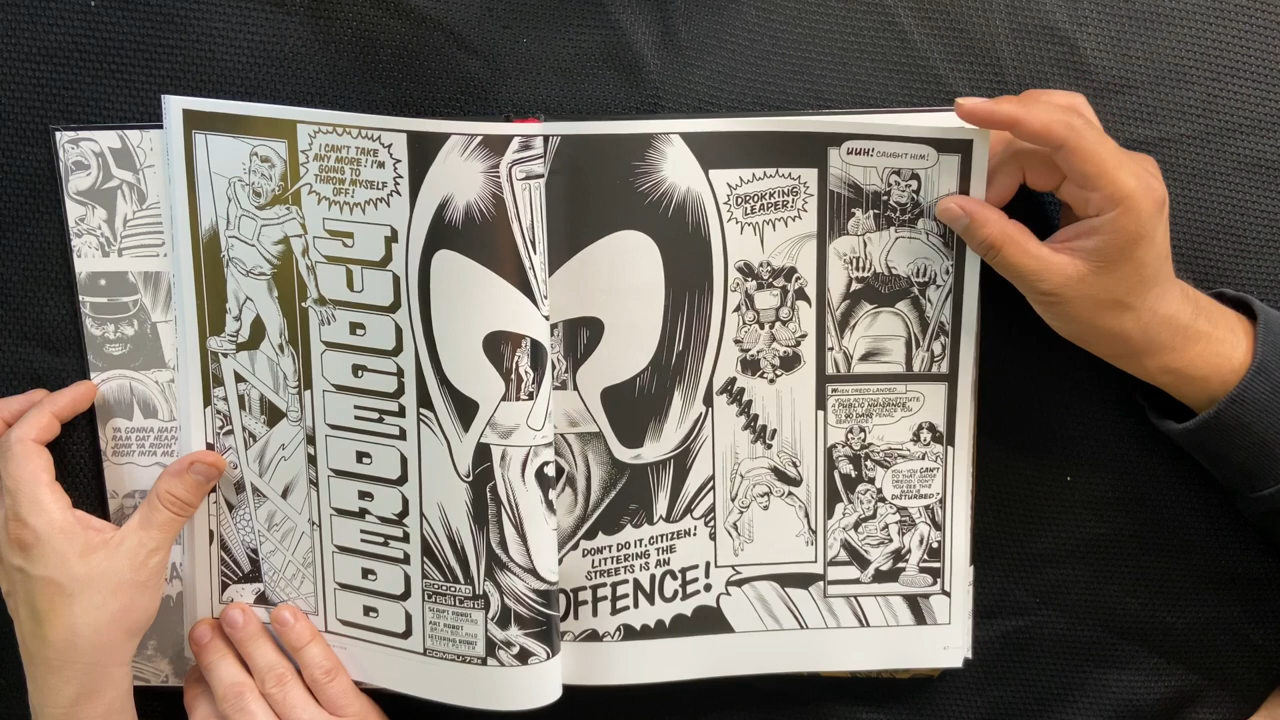 YA GONNA HAFT
RAM DAT HEAP
JUNK YA RIDIN'
RIGHT INTA ME!
I CAN'T TAKE
ANY MORE! I'M
GOING TO
THROW MYSELF
OFF!
JUDGE DREDD
2000 A.D.
Credit Card:
SCRIPT ROBOT
JOHN HOWARD
ART ROBOT
BRIAN BOLLAND
LETTERING ROBOT
STEVE POTTER
COMPU·73E
DON'T DO IT, CITIZEN!
LITTERING THE
STREETS IS AN
OFFENCE!
DROKKING
LEAPER!
AAAAA!
UUH! CAUGHT HIM!
WHEN DREDD LANDED...
YOUR ACTIONS CONSTITUTE
A PUBLIC NUISANCE,
CITIZEN. I SENTENCE YOU
TO 90 DAYS PENAL
SERVITUDE!
YOU-YOU CAN'T
DO THAT, JUDGE
DREDD! DON'T
YOU SEE THIS
MAN IS
DISTURBED?